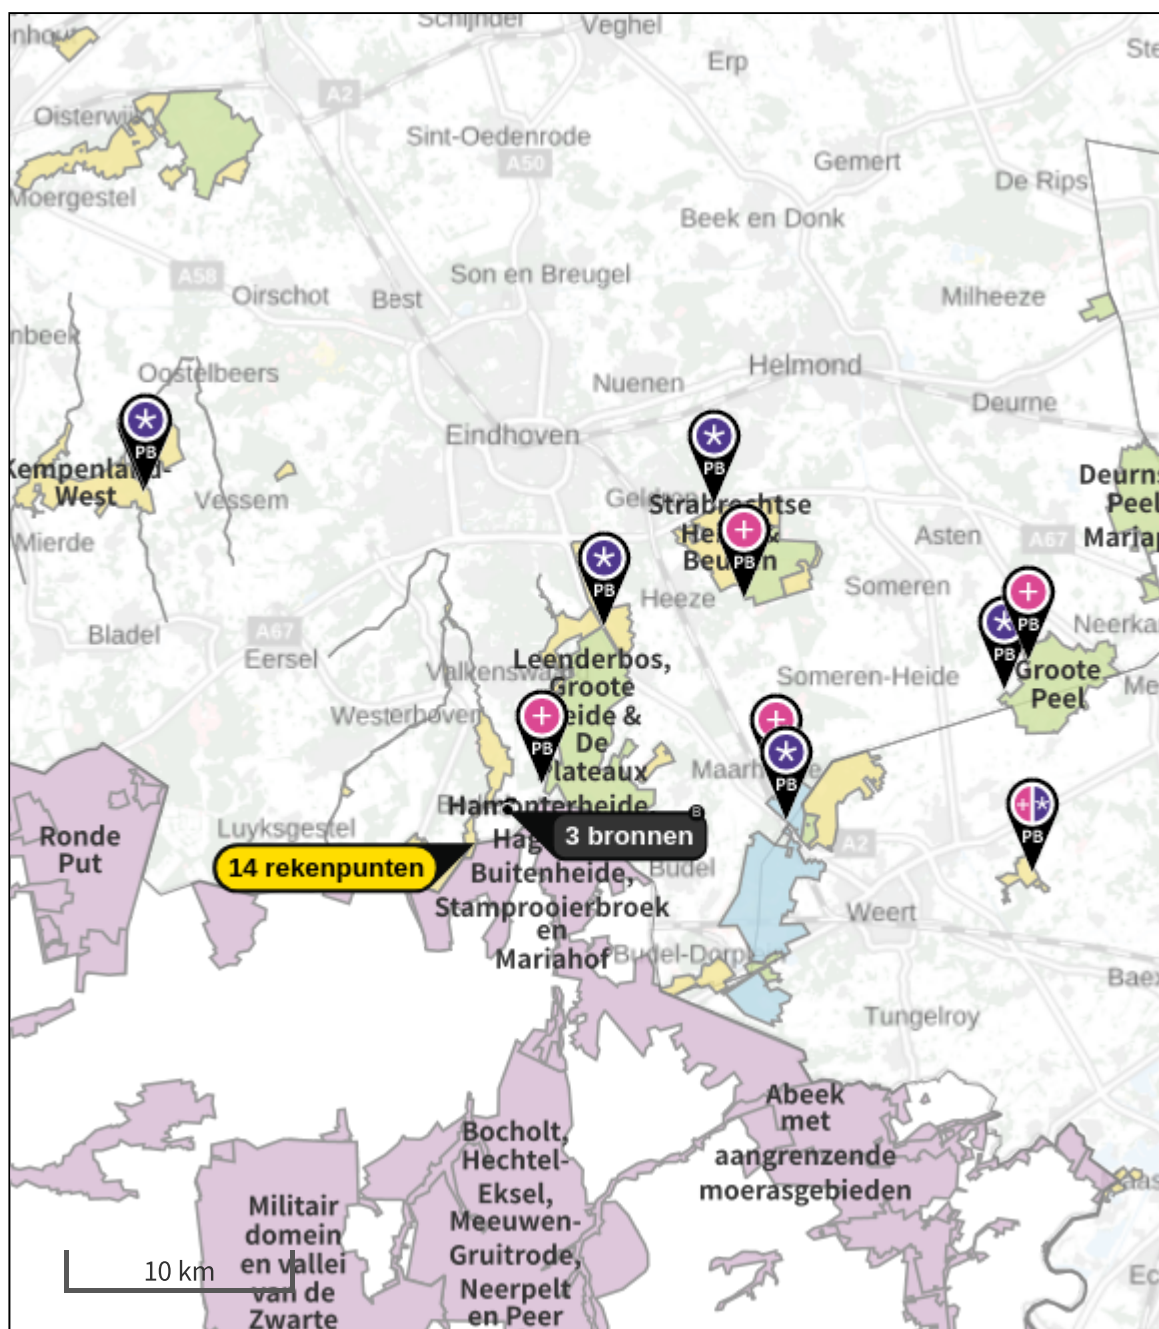 Schijndel
Veghel
Erp
A2
Oisterwijk
Sint-Oedenrode
A50
Gemert
De Rips
Moergestel
Beek en Donk
A58
Son en Breugel
Oirschot
Best
Milheeze
Oostelbeers
Nuenen
Helmond
Deurne
PB
Eindhoven
PB
Kempenland-
West
Vessem
Geldrop
Strabrechtse
Heide &
Beuven
PB
Mierde
Asten
A67
PB
Someren
Heeze
Bladel
A67
Eersel
PB
PB
Leenderbos,
Groote
Heide &
De
Plateaux
Valkenswaard
Someren-Heide
Groote
Peel
Westerhoven
PB
Maarheeze
PB
Hamonterheide,
Hageven,
Buitenheide,
Stamprooierbroek
en
Mariahof
3 bronnen
B
14 rekenpunten
Luyksgestel
Ronde
Put
Budel
A2
PB
Weert
Budel-Dorplein
Tungelroy
Abeek
met
aangrenzende
moerasgebieden
Bocholt,
Hechtel-
Eksel,
Meeuwen-
Gruitrode,
Neerpelt
en Peer
Militair
domein
en vallei
van de
Zwarte
10 km